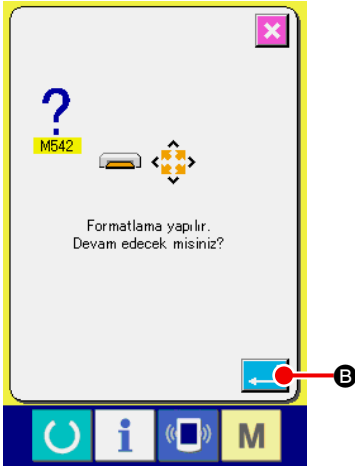 M542
Formatlama yapılır.
Devam edecek misiniz?
B
i
M